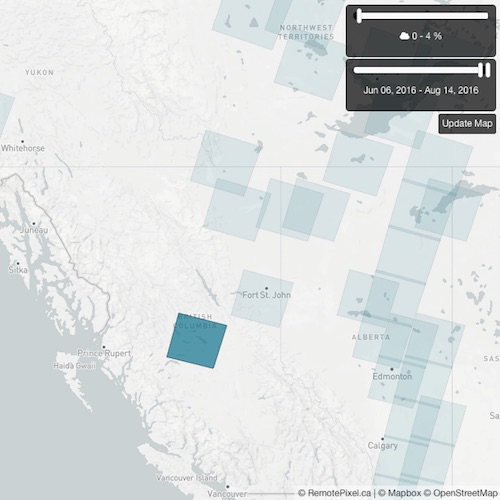 NORTHWEST
TERRITORIES
0 - 4 %
Jun 06, 2016 - Aug 14, 2016
Update Map
YUKON
Whitehorse
Juneau
Sitka
Fort St. John
BRITISH
COLUMBIA
Prince Rupert
Haida Gwaii
ALBERTA
SAS
Edmonton
Calgary
Vancouver Island
Vancouver
© RemotePixel.ca | © Mapbox © OpenStreetMap